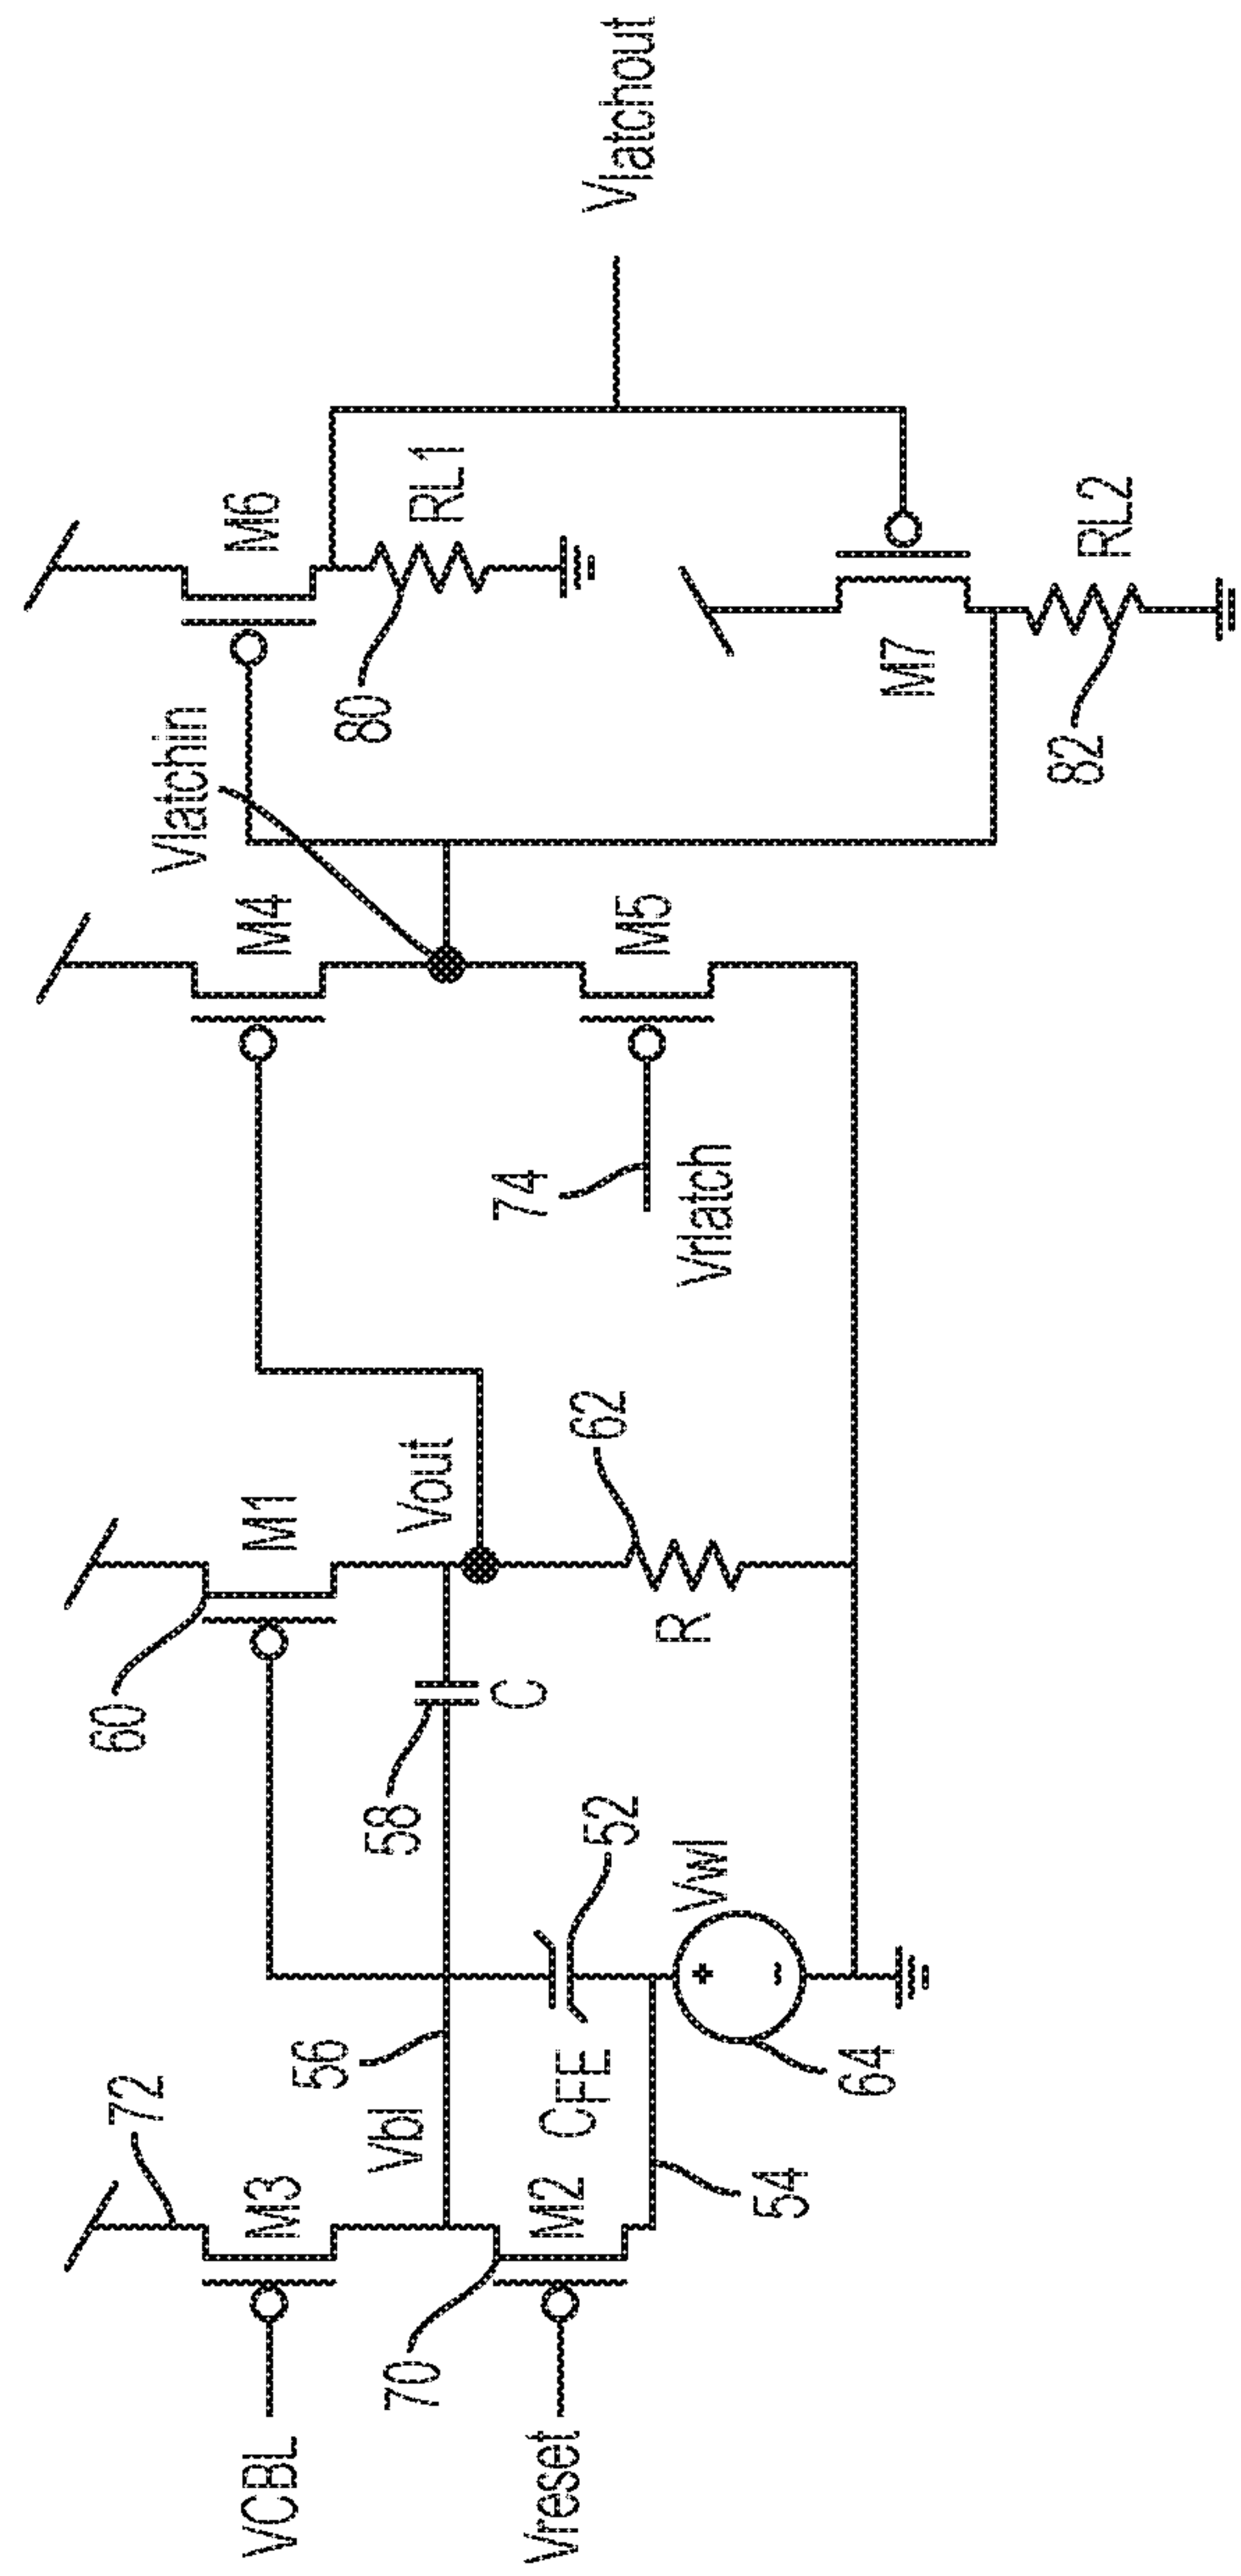 VCBL
Vreset
72
M3
70
M2
Vbl
56
54
CFE
52
Vwl
64
60
M1
58
C
Vout
R
62
74
Vrlatch
M4
M5
Vlatchin
M6
80
RL1
M7
82
RL2
Vlatchout